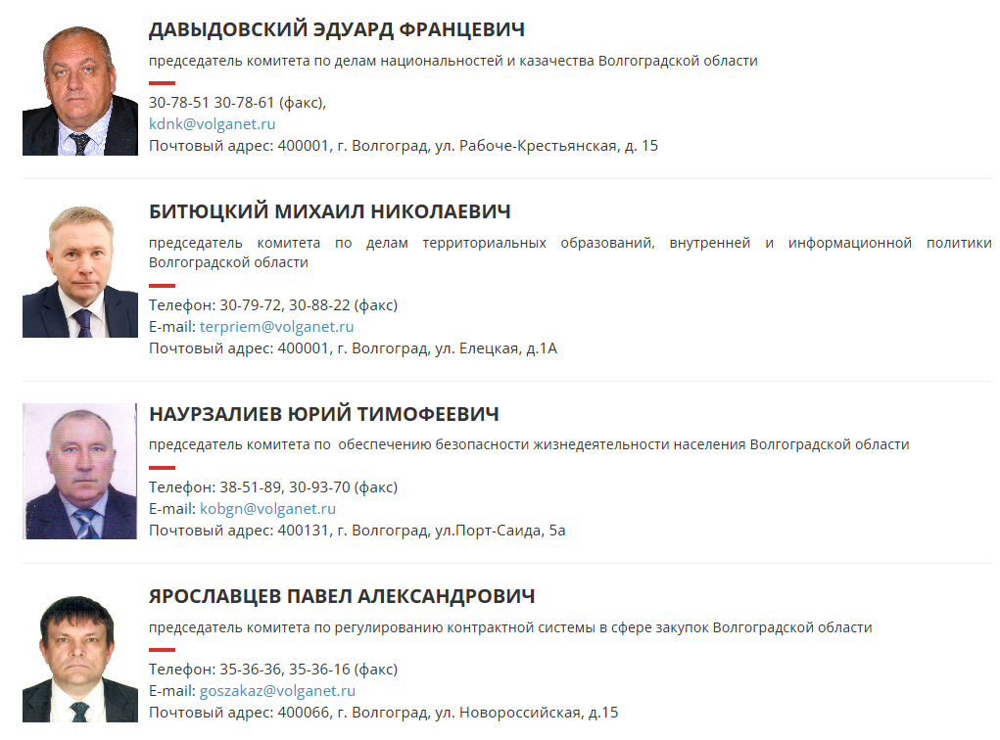 ДАВЫДОВСКИЙ ЭДУАРД ФРАНЦЕВИЧ
председатель комитета по делам национальностей и казачества Волгоградской области
30-78-51 30-78-61 (факс),
kdnk@volganet.ru
Почтовый адрес: 400001, г. Волгоград, ул. Рабоче-Крестьянская, д. 15
БИТЮЦКИЙ МИХАИЛ НИКОЛАЕВИЧ
председатель комитета по делам территориальных образований, внутренней и информационной политики
Волгоградской области
Телефон: 30-79-72, 30-88-22 (факс)
E-mail: terpriem@volganet.ru
Почтовый адрес: 400001, г. Волгоград, ул. Елецкая, д.1А
НАУРЗАЛИЕВ ЮРИЙ ТИМОФЕЕВИЧ
председатель комитета по  обеспечению безопасности жизнедеятельности населения Волгоградской области
Телефон: 38-51-89, 30-93-70 (факс)
E-mail: kobgn@volganet.ru
Почтовый адрес: 400131, г. Волгоград, ул.Порт-Саида, 5а
ЯРОСЛАВЦЕВ ПАВЕЛ АЛЕКСАНДРОВИЧ
председатель комитета по регулированию контрактной системы в сфере закупок Волгоградской области
Телефон: 35-36-36, 35-36-16 (факс)
E-mail: goszakaz@volganet.ru
Почтовый адрес: 400066, г. Волгоград, ул. Новороссийская, д.15